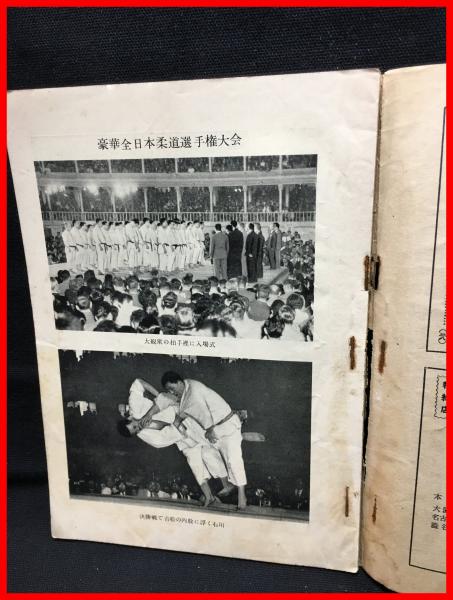 豪華全日本柔道選手権大会
大観衆の拍手裡に入場式
決勝戦で吉松の内股に浮く石川